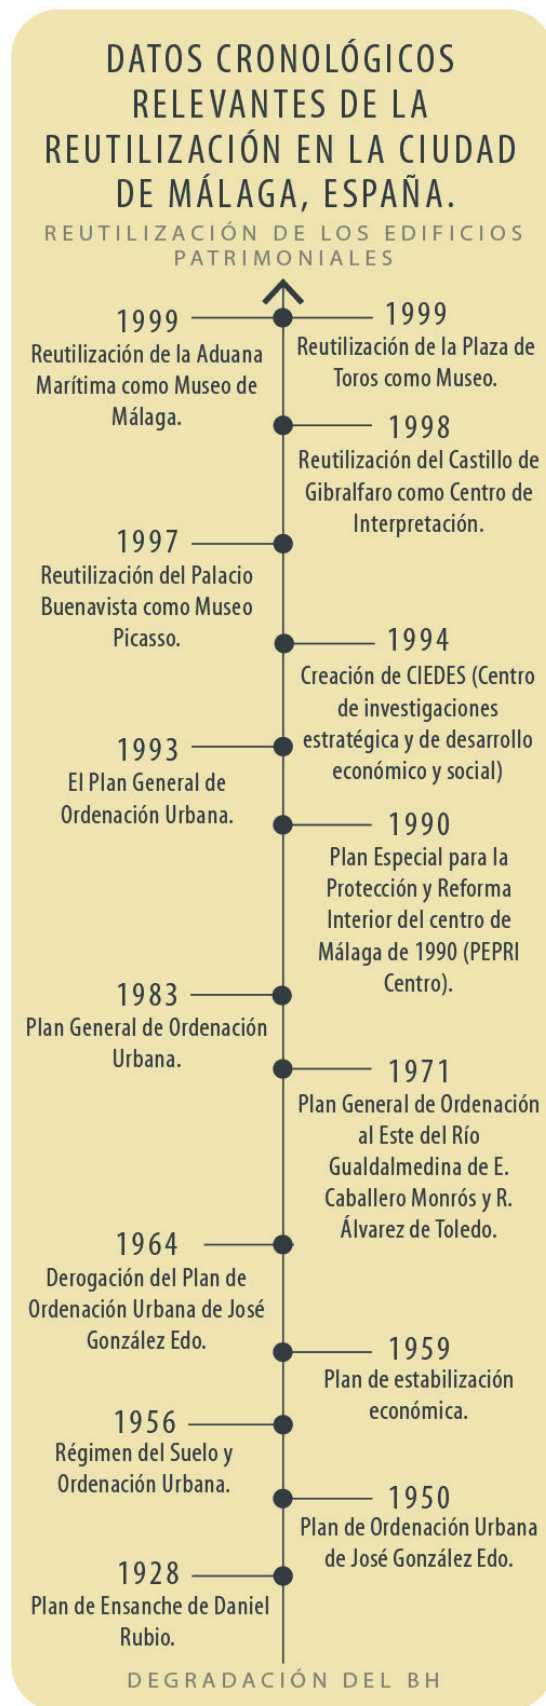 DATOS CRONOLÓGICOS
RELEVANTES DE LA
REUTILIZACIÓN EN LA CIUDAD
DE MÁLAGA, ESPAÑA.
REUTILIZACIÓN DE LOS EDIFICIOS
PATRIMONIALES
1999
Reutilización de la Aduana
Marítima como Museo de
Málaga.
1999
Reutilización de la Plaza de
Toros como Museo.
1998
Reutilización del Castillo de
Gibralfaro como Centro de
Interpretación.
1997
Reutilización del Palacio
Buenavista como Museo
Picasso.
1994
Creación de CIEDES (Centro
de investigaciones
estratégica y de desarrollo
económico y social)
1993
El Plan General de
Ordenación Urbana.
1990
Plan Especial para la
Protección y Reforma
Interior del centro de
Málaga de 1990 (PEPRI
Centro).
1983
Plan General de Ordenación
Urbana.
1971
Plan General de Ordenación
al Este del Río
Gualdalmedina de E.
Caballero Monrós y R.
Álvarez de Toledo.
1964
Derogación del Plan de
Ordenación Urbana de José
González Edo.
1959
Plan de estabilización
económica.
1956
Régimen del Suelo y
Ordenación Urbana.
1950
Plan de Ordenación Urbana
de José González Edo.
1928
Plan de Ensanche de Daniel
Rubio.
DEGRADACIÓN DEL BH